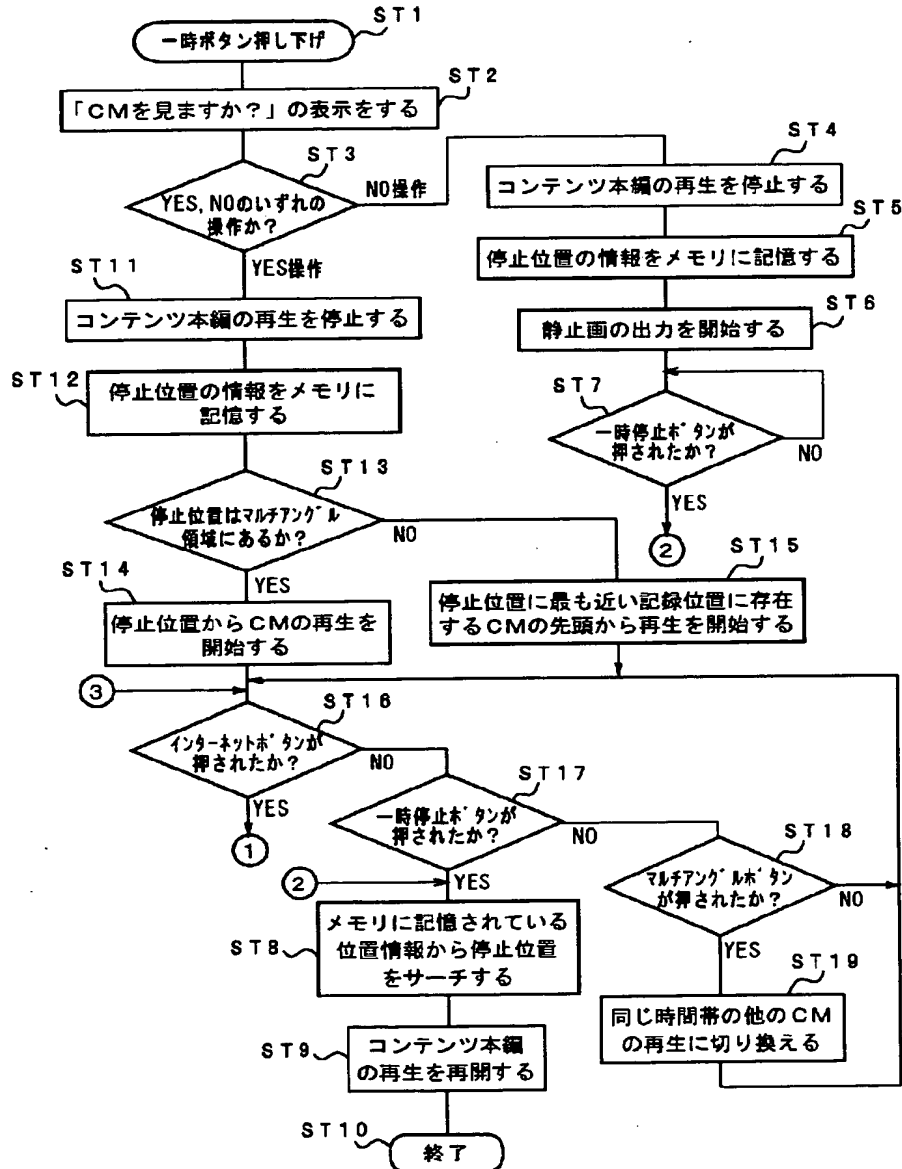 ST1
一時ボタン押し下げ
ST2
「CMを見ますか?」の表示をする
ST3
YES,NOのいずれの
操作か?
NO操作
YES操作
ST4
コンテンツ本編の再生を停止する
ST5
停止位置の情報をメモリに記憶する
ST6
静止画の出力を開始する
ST7
一時停止ボタンが
押されたか?
NO
YES
②
ST11
コンテンツ本編の再生を停止する
ST12
停止位置の情報をメモリに
記憶する
ST13
停止位置はマルチアングル
領域にあるか?
NO
YES
ST14
停止位置からCMの再生を
開始する
ST15
停止位置に最も近い記録位置に存在
するCMの先頭から再生を開始する
③
ST16
インターネットボタンが
押されたか?
NO
YES
①
ST17
一時停止ボタンが
押されたか?
NO
YES
②
ST18
マルチアングルボタン
が押されたか?
NO
YES
ST19
同じ時間帯の他のCM
の再生に切り換える
ST8
メモリに記憶されている
位置情報から停止位置
をサーチする
ST9
コンテンツ本編
の再生を再開する
ST10
終了